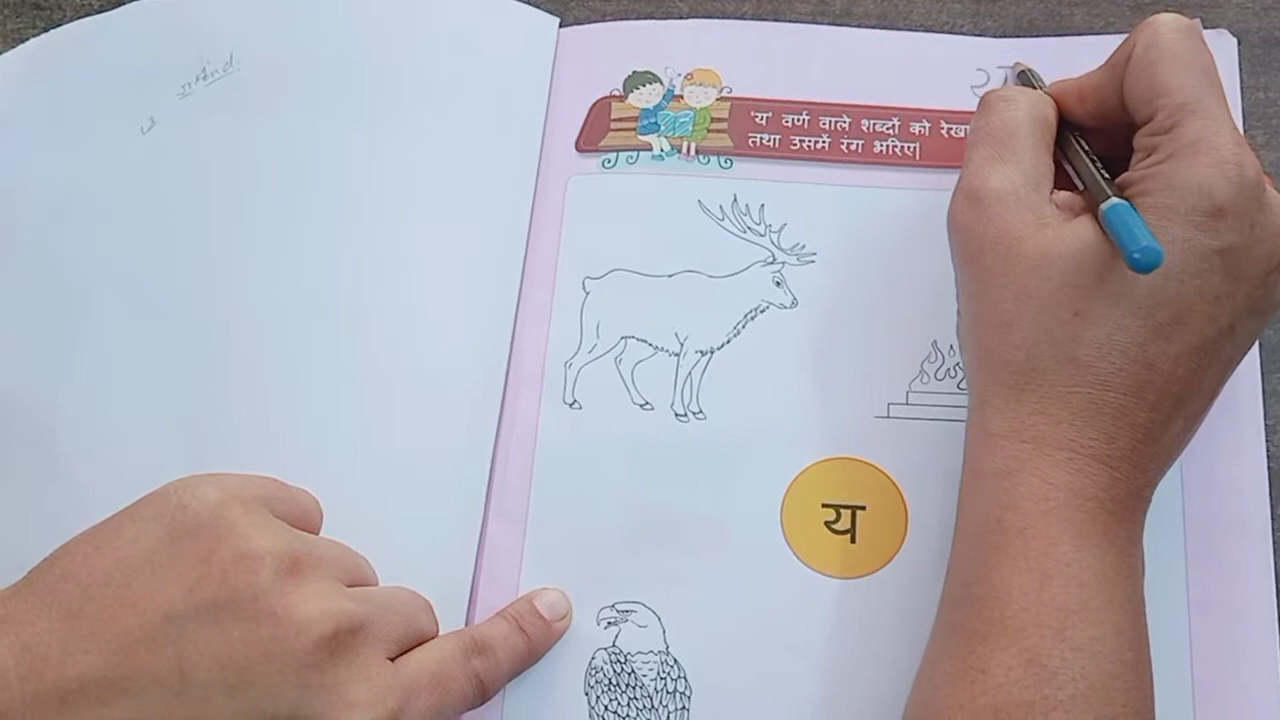 'य' वर्ण वाले शब्दों को रेखा
तथा उसमें रंग भरिए|
य